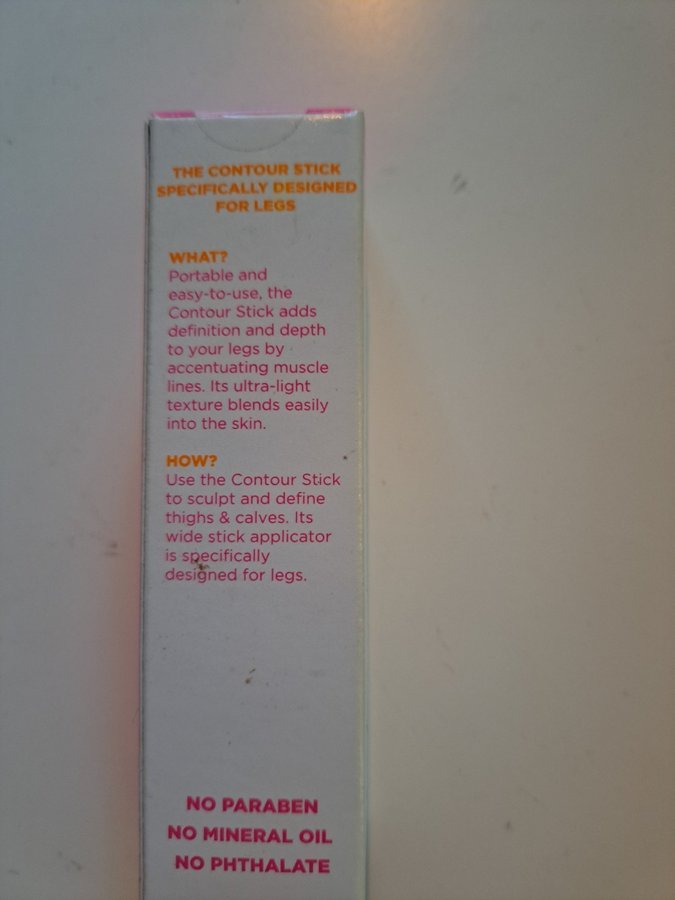 THE CONTOUR STICK
SPECIFICALLY DESIGNED
FOR LEGS
WHAT?
Portable and
easy-to-use, the
Contour Stick adds
definition and depth
to your legs by
accentuating muscle
lines. Its ultra-light
texture blends easily
into the skin.
HOW?
Use the Contour Stick
to sculpt and define
thighs & calves. Its
wide stick applicator
is specifically
designed for legs.
NO PARABEN
NO MINERAL OIL
NO PHTHALATE